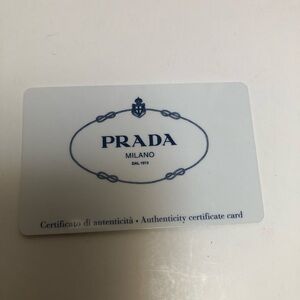 PRADA
MILANO
DAL 1913
Certificato di autenticità • Authenticity certificate card